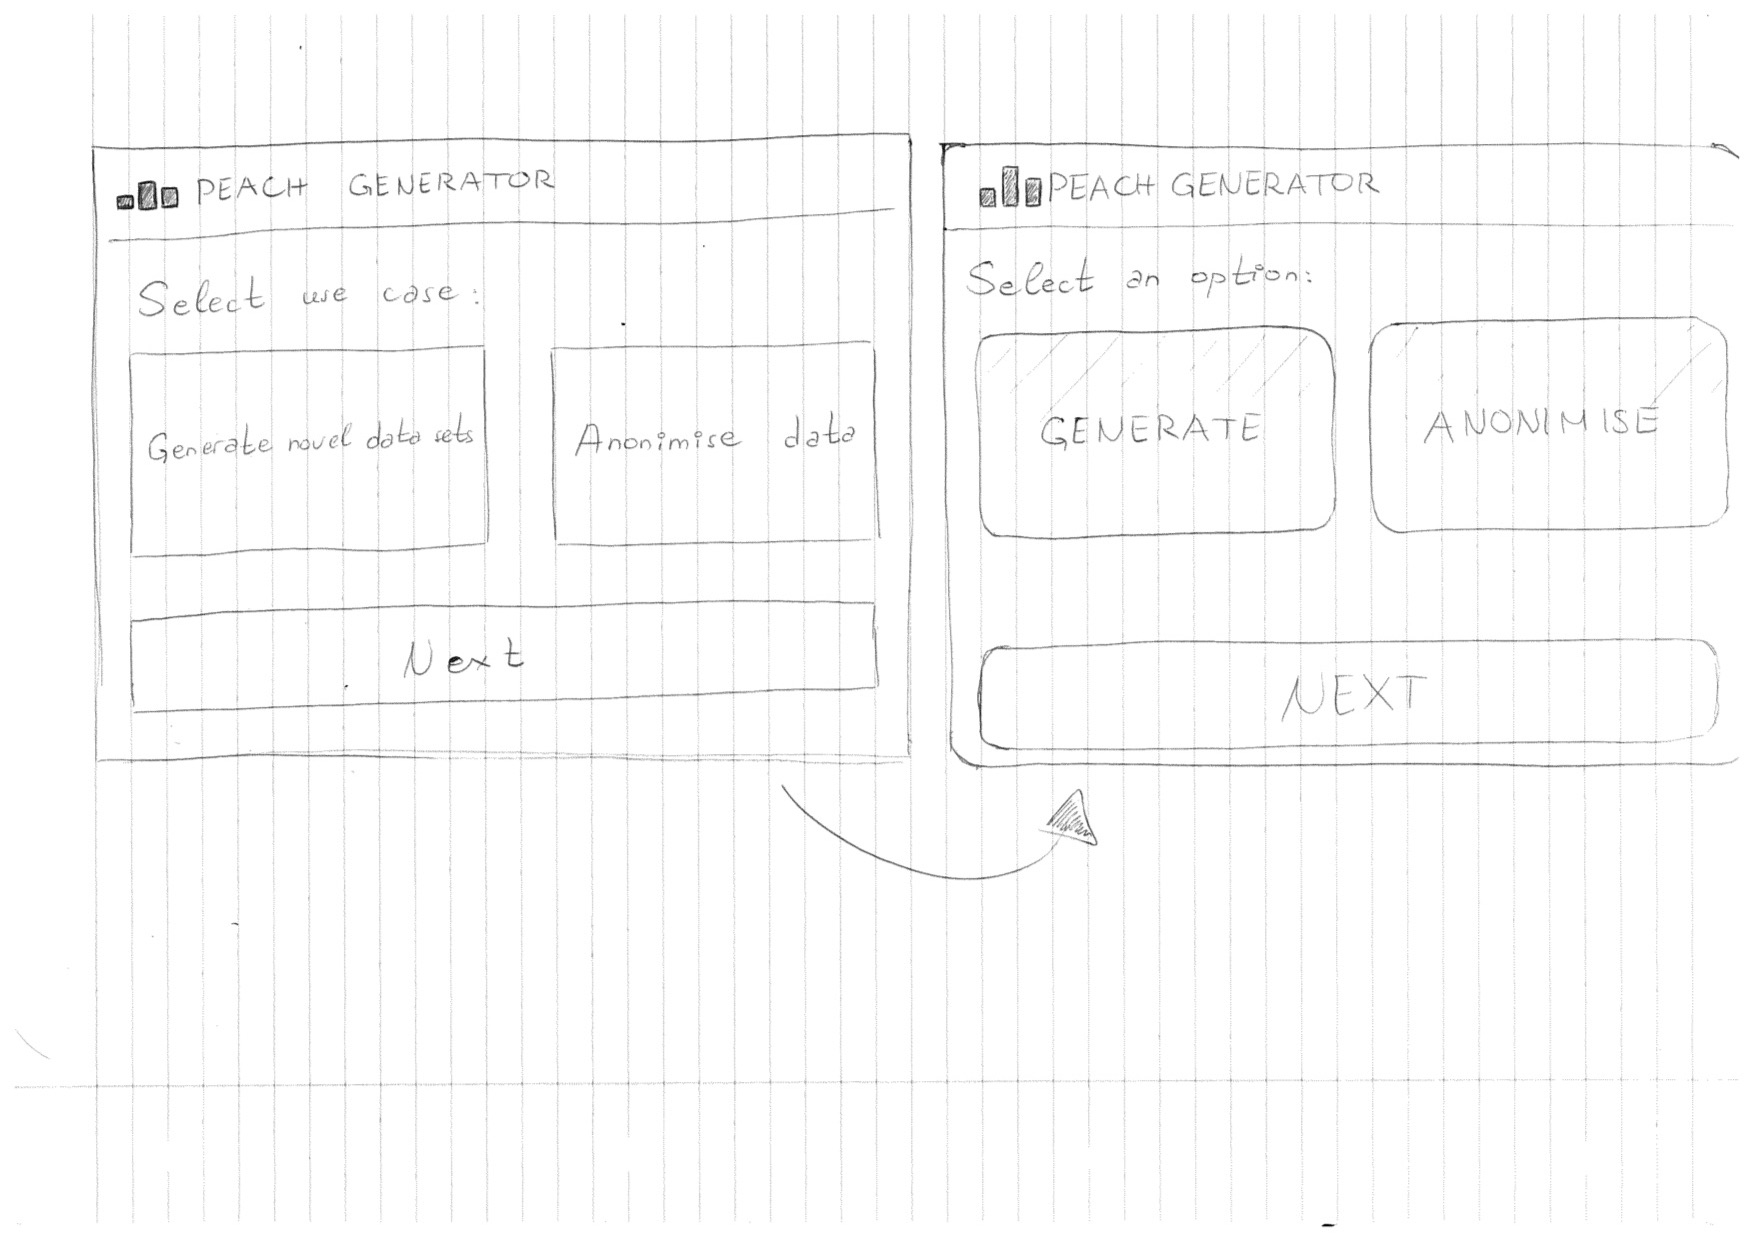 PEACH GENERATOR
Select use case:
Generate novel data sets
Anonimise data
Next
PEACH GENERATOR
Select an option:
GENERATE
ANONIMISE
NEXT